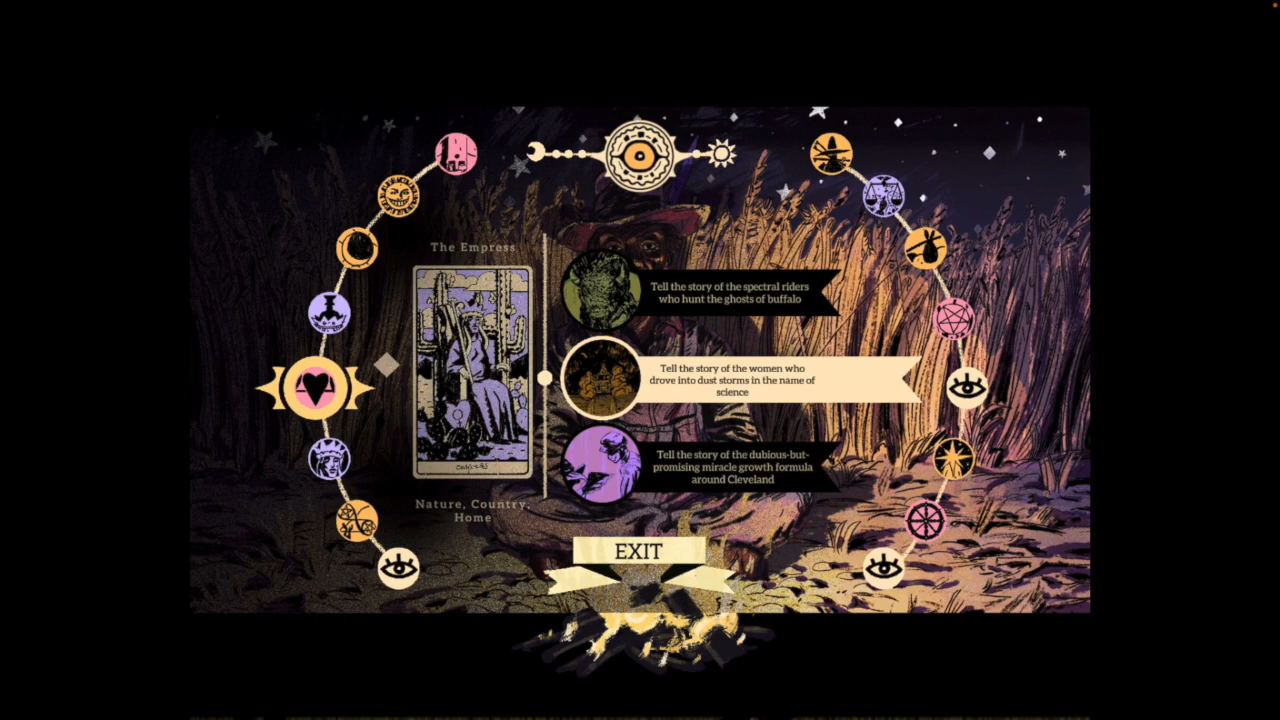 The Empress
Nature, Country,
Home
Tell the story of the spectral riders
who hunt the ghosts of buffalo
Tell the story of the women who
drove into dust storms in the name of
science
Tell the story of the dubious-but-
promising miracle growth formula
around Cleveland
EXIT